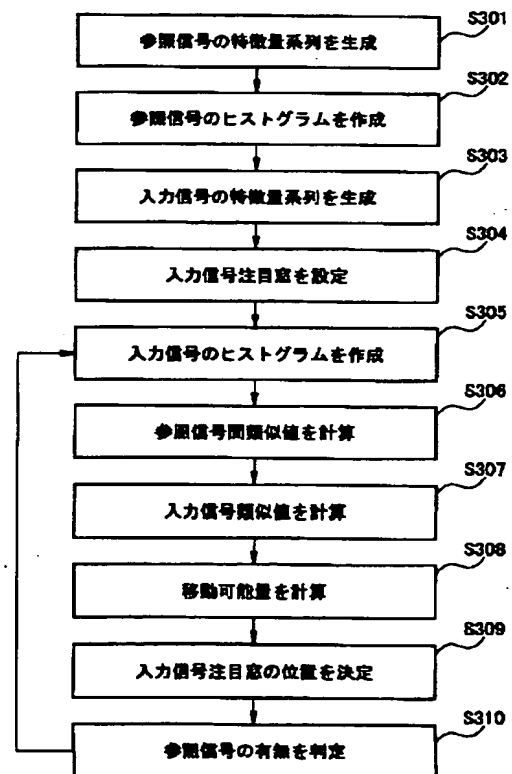 S301
参照信号の特徴量系列を生成
S302
参照信号のヒストグラムを作成
S303
入力信号の特徴量系列を生成
S304
入力信号注目窓を設定
S305
入力信号のヒストグラムを作成
S306
参照信号間類似値を計算
S307
入力信号類似値を計算
S308
移動可能量を計算
S309
入力信号注目窓の位置を決定
S310
参照信号の有無を判定